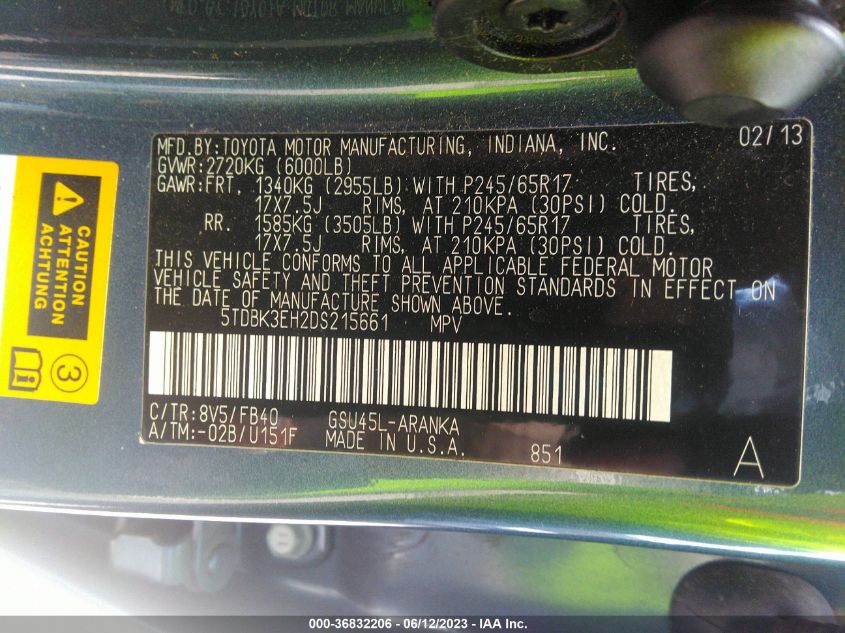 MFD.BY:TOYOTA MOTOR MANUFACTURING, INDIANA, INC. 02/13
GVWR:2720KG (6000LB)
GAWR:FRT. 1340KG (2955LB) WITH P245/65R17 TIRES,
17X7.5J RIMS, AT 210KPA (30PSI) COLD.
RR. 1585KG (3505LB) WITH P245/65R17 TIRES,
17X7.5J RIMS, AT 210KPA (30PSI) COLD.
THIS VEHICLE CONFORMS TO ALL APPLICABLE FEDERAL MOTOR
VEHICLE SAFETY AND THEFT PREVENTION STANDARDS IN EFFECT ON
THE DATE OF MANUFACTURE SHOWN ABOVE.
5TDBK3EH2DS215661 MPV
C/TR:8V5/FB40 GSU45L-ARANKA
A/TM:-02B/U151F MADE IN U.S.A. 851 A
CAUTION
ATTENTION
ACHTUNG
3
000-36832206 - 06/12/2023 - IAA Inc.